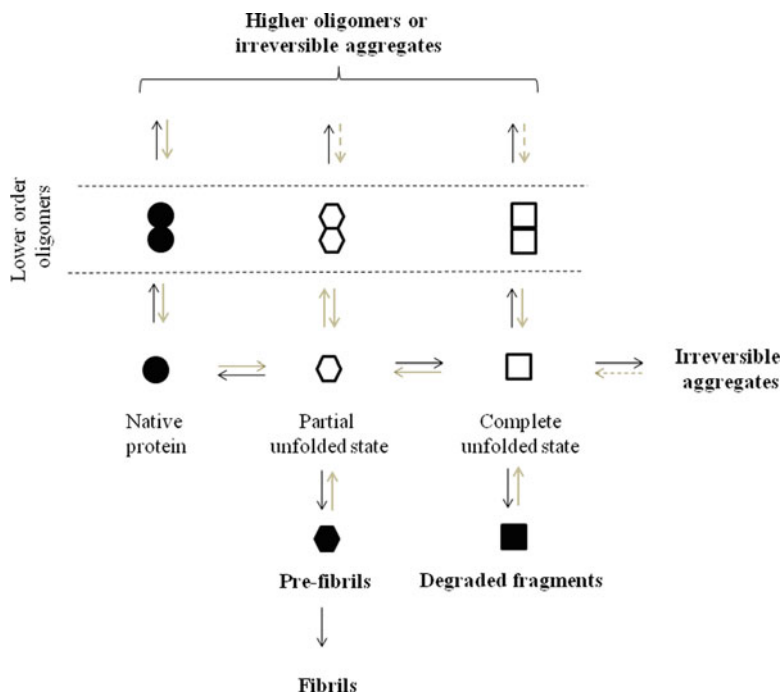 Higher oligomers or
irreversible aggregates
Lower order
oligomers
Irreversible
aggregates
Native
protein
Partial
unfolded state
Complete
unfolded state
Pre-fibrils
Degraded fragments
Fibrils